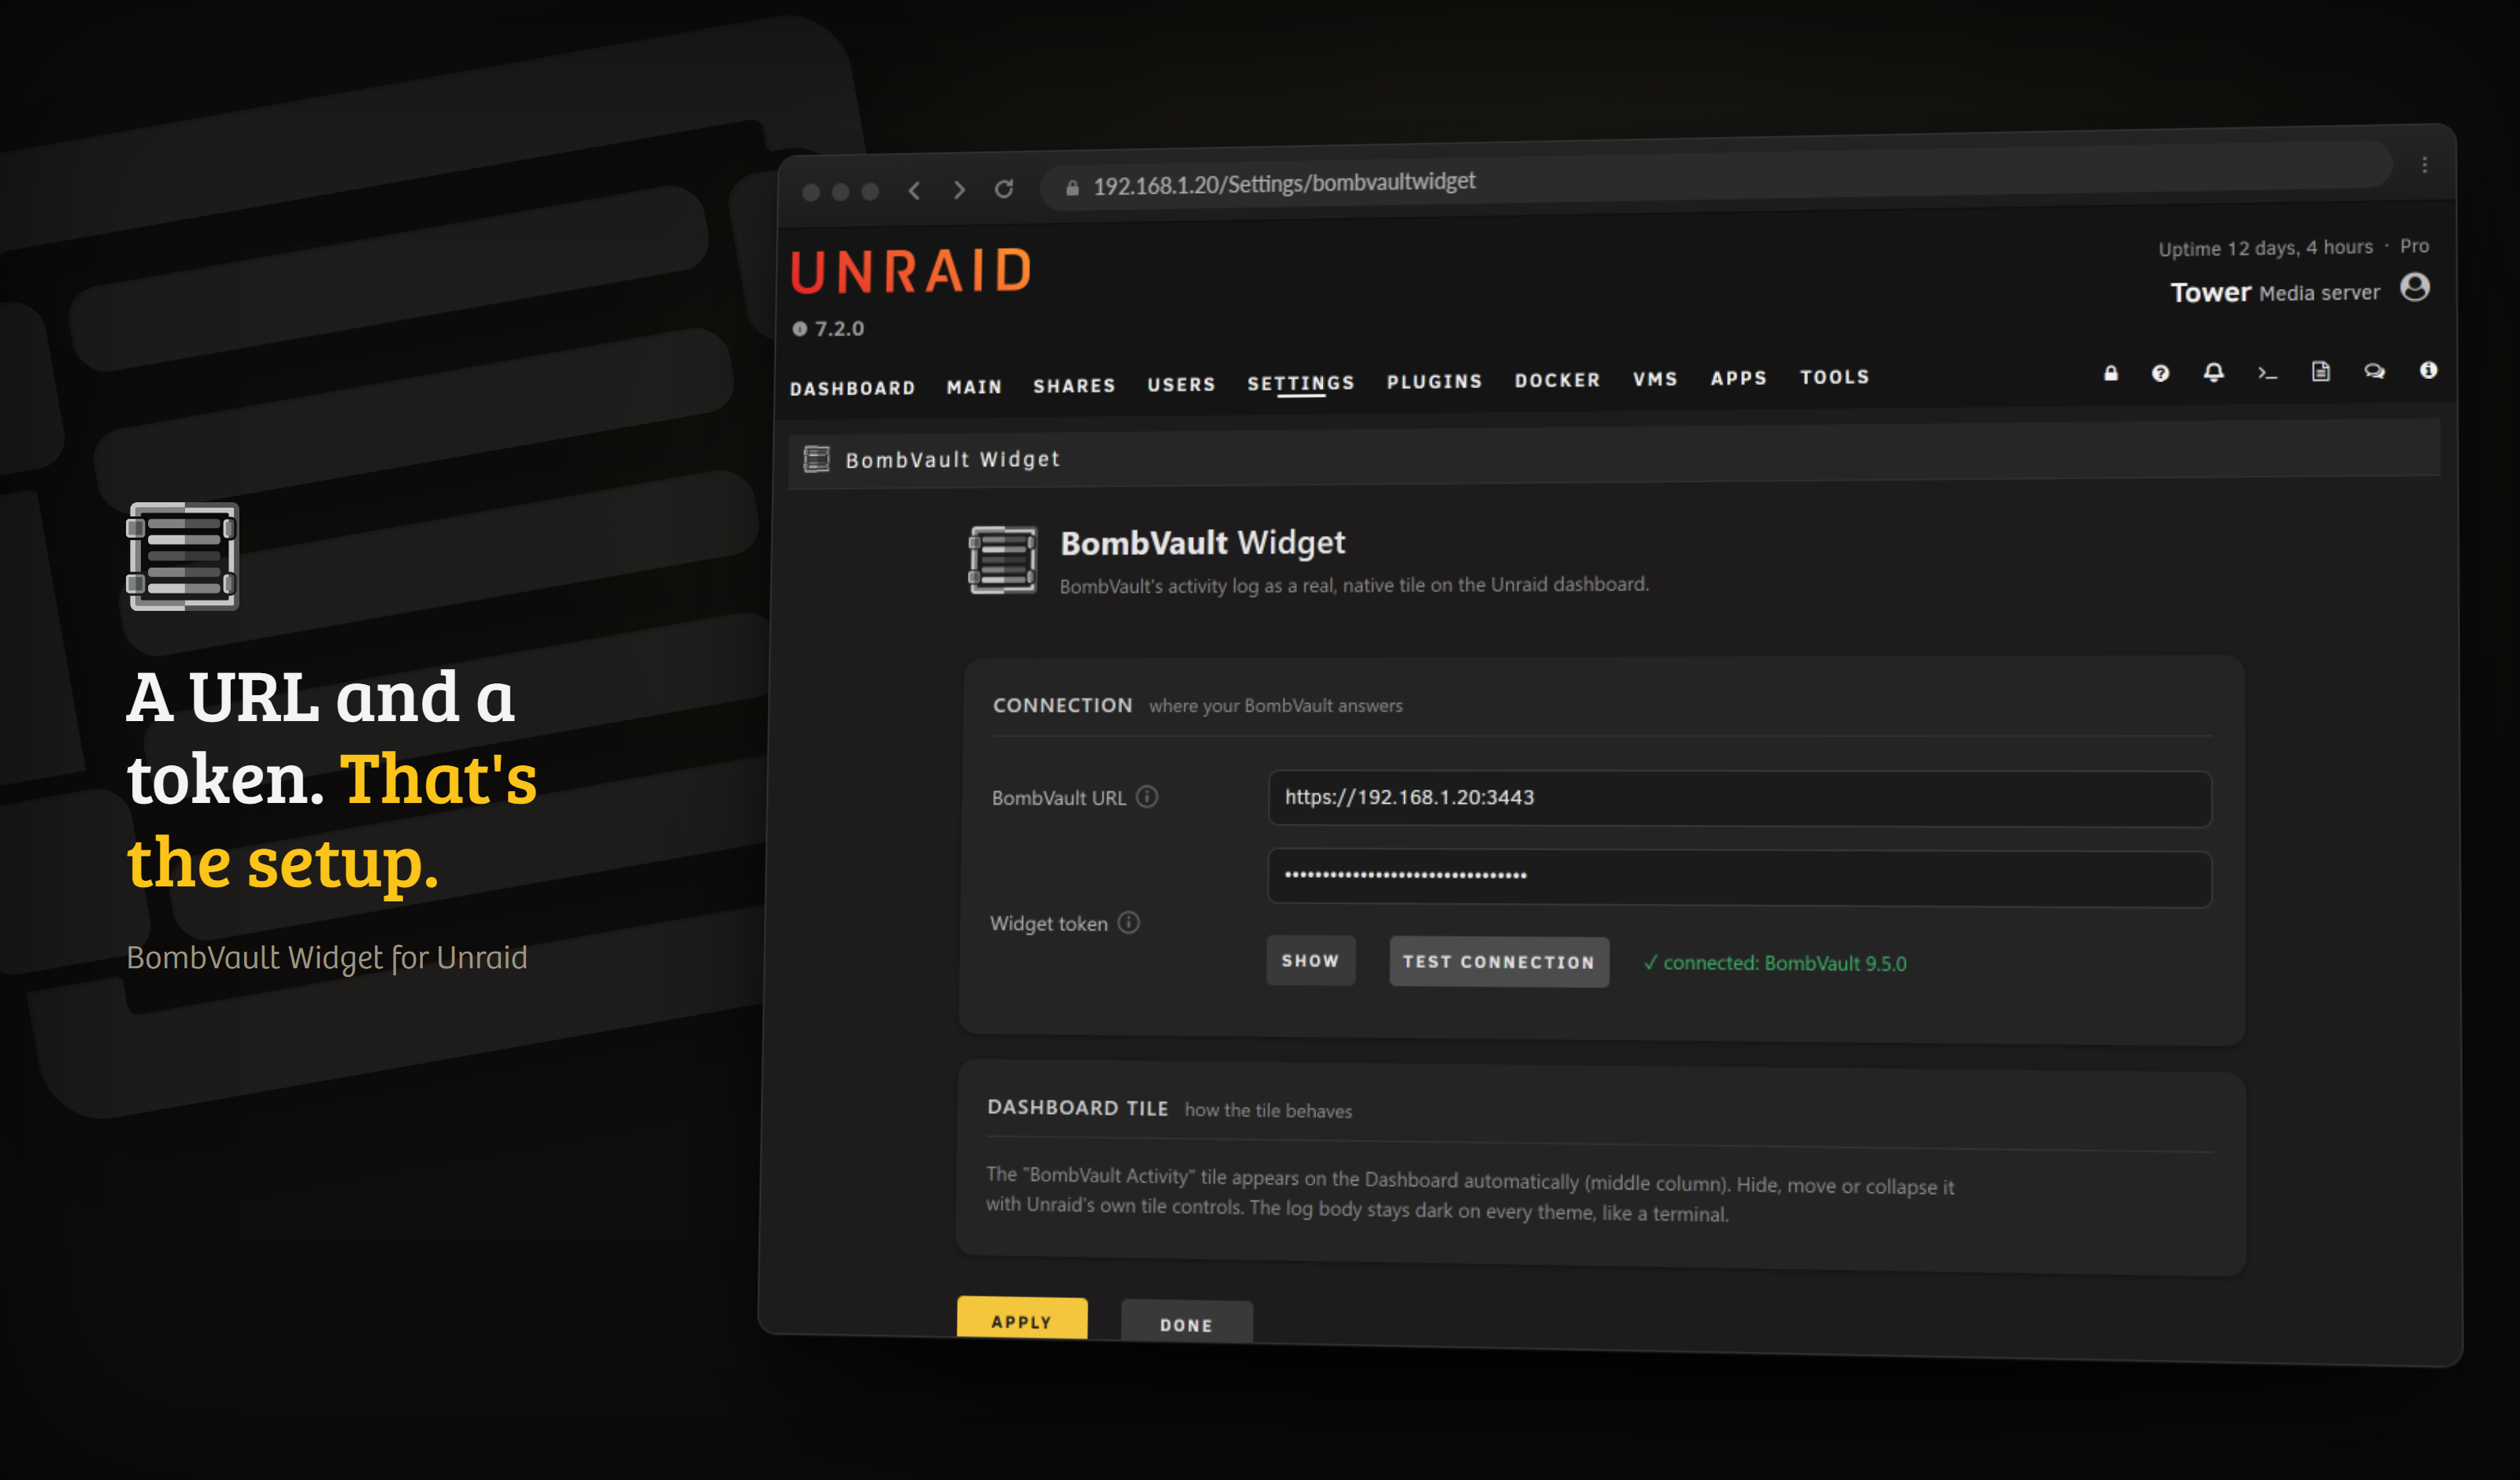 A URL and a
token. That's
the setup.
BombVault Widget for Unraid
192.168.1.20/Settings/bombvaultwidget
UNRAID
7.2.0
Uptime 12 days, 4 hours · Pro
Tower Media server
DASHBOARD MAIN SHARES USERS SETTINGS PLUGINS DOCKER VMS APPS TOOLS
BombVault Widget
BombVault Widget
BombVault's activity log as a real, native tile on the Unraid dashboard.
CONNECTION where your BombVault answers
BombVault URL https://192.168.1.20:3443
••••••••••••••••••••••••••••••••
Widget token
SHOW TEST CONNECTION ✓ connected: BombVault 9.5.0
DASHBOARD TILE how the tile behaves
The "BombVault Activity" tile appears on the Dashboard automatically (middle column). Hide, move or collapse it
with Unraid's own tile controls. The log body stays dark on every theme, like a terminal.
APPLY DONE